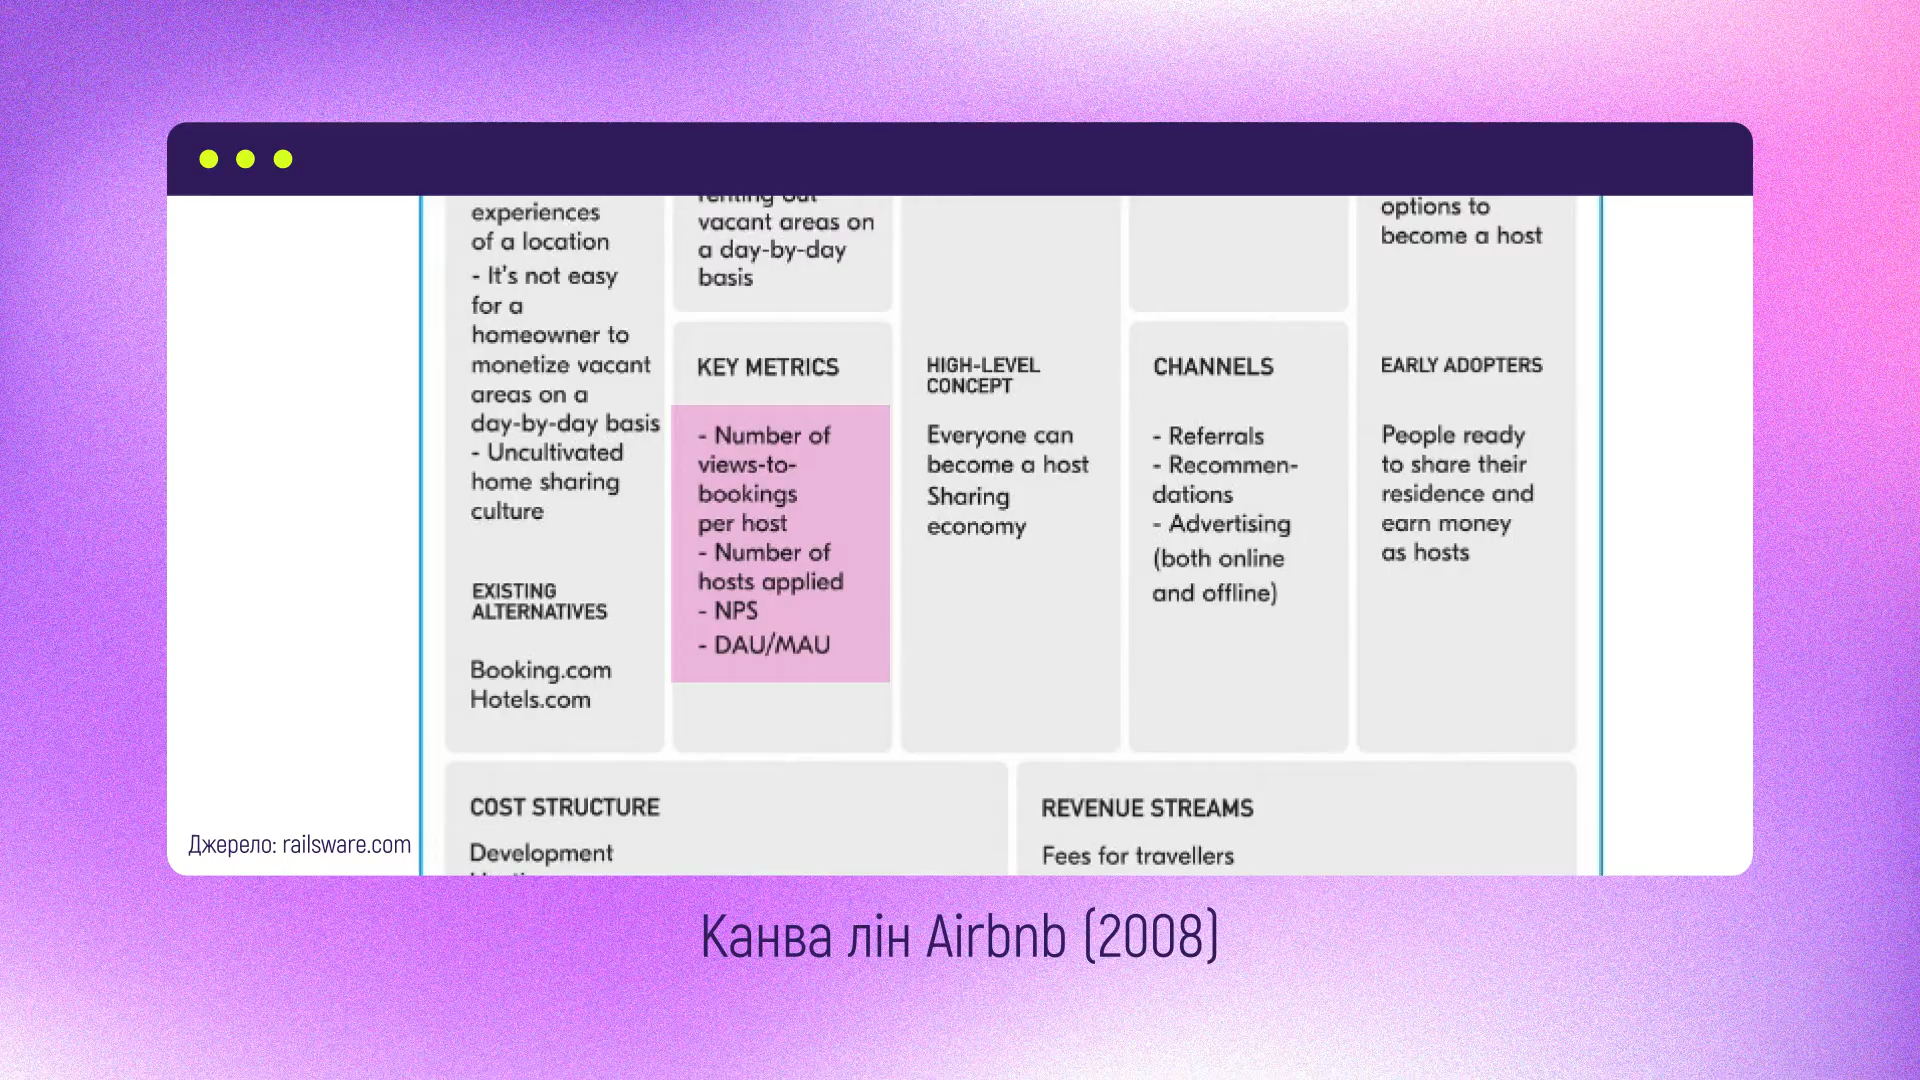 experiences
of a location
- It's not easy
for a
homeowner to
monetize vacant
areas on a
day-by-day basis
- Uncultivated
home sharing
culture
EXISTING
ALTERNATIVES
Booking.com
Hotels.com
renting out
vacant areas on
a day-by-day
basis
KEY METRICS
- Number of
views-to-
bookings
per host
- Number of
hosts applied
- NPS
- DAU/MAU
HIGH-LEVEL
CONCEPT
Everyone can
become a host
Sharing
economy
CHANNELS
- Referrals
- Recommen-
dations
- Advertising
(both online
and offline)
options to
become a host
EARLY ADOPTERS
People ready
to share their
residence and
earn money
as hosts
COST STRUCTURE
Development
REVENUE STREAMS
Fees for travellers
Джерело: railsware.com
Канва лін Airbnb (2008)